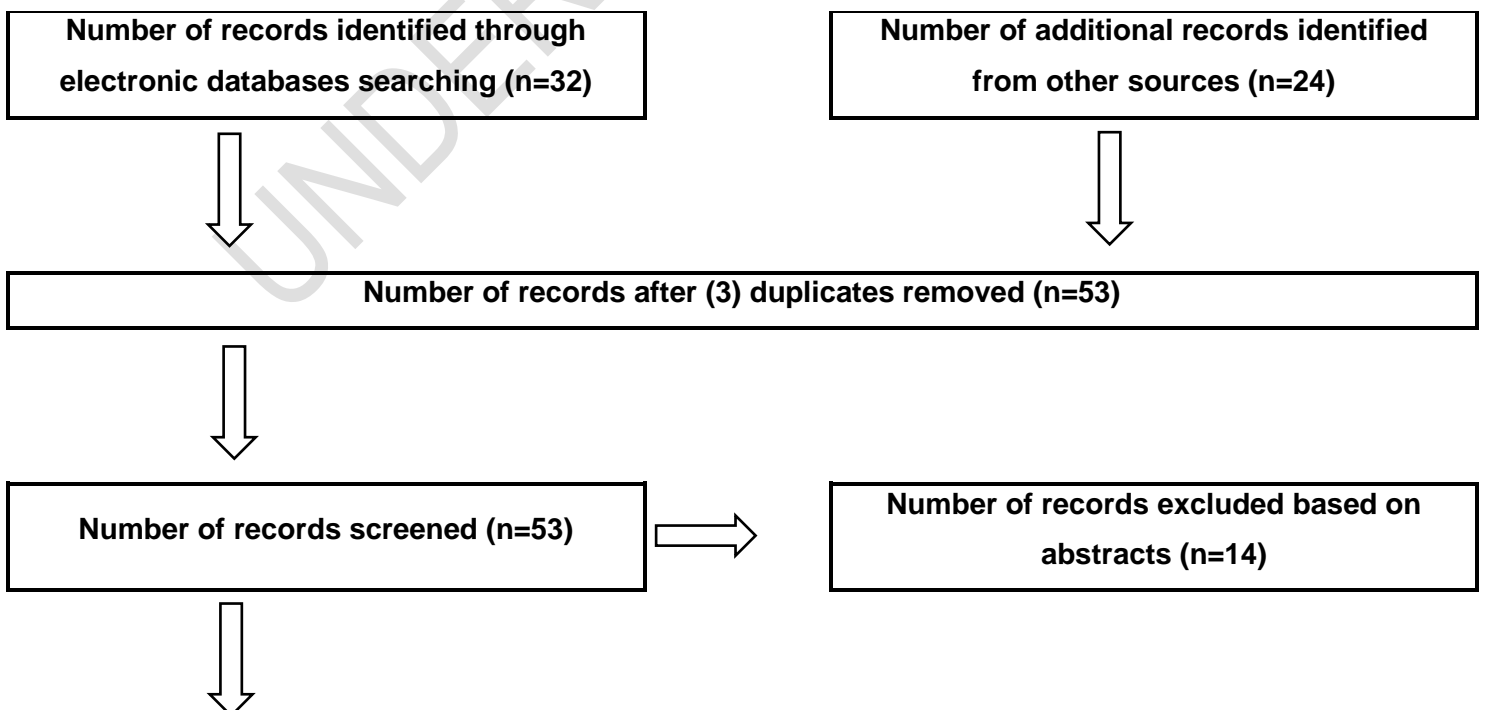 Number of records identified through
electronic databases searching (n=32)
Number of additional records identified
from other sources (n=24)
UNDER
Number of records after (3) duplicates removed (n=53)
Number of records screened (n=53)
Number of records excluded based on
abstracts (n=14)